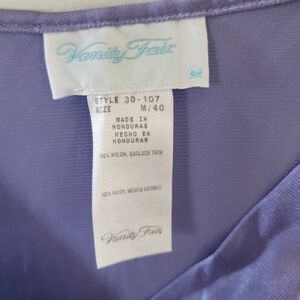 Vanity Fair
M
STYLE 30-107
SIZE M/40
MADE IN
HONDURAS
HECHO EN
HONDURAS
100% NYLON, EXCLUDE TRIM
100% NILON, MENOS ADORNO
Vanity Fair